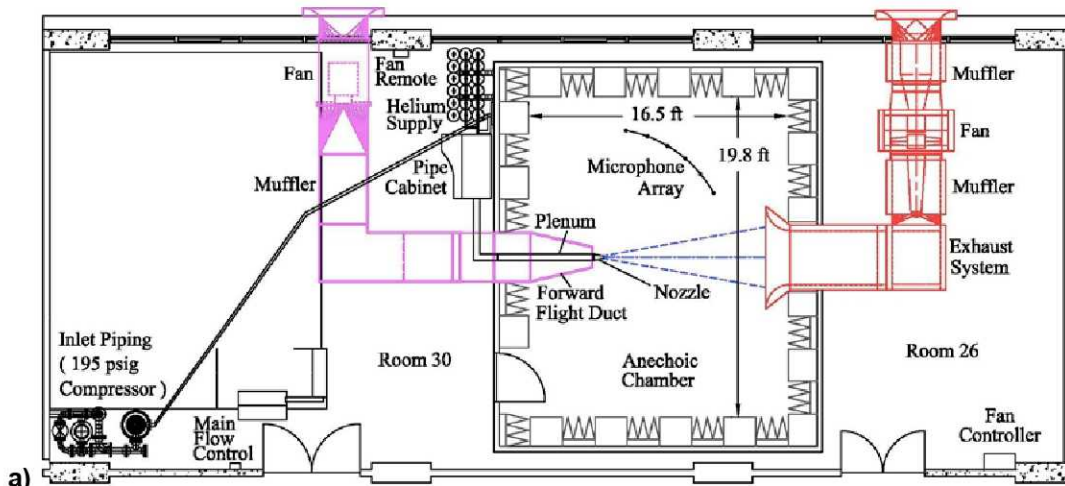 Fan
Fan
Remote
Helium
Supply
Muffler
Pipe
Cabinet
16.5 ft
19.8 ft
Microphone
Array
Plenum
Nozzle
Forward
Flight Duct
Muffler
Fan
Muffler
Exhaust
System
Inlet Piping
( 195 psig
Compressor )
Room 30
Anechoic
Chamber
Room 26
Main
Flow
Control
Fan
Controller
a)